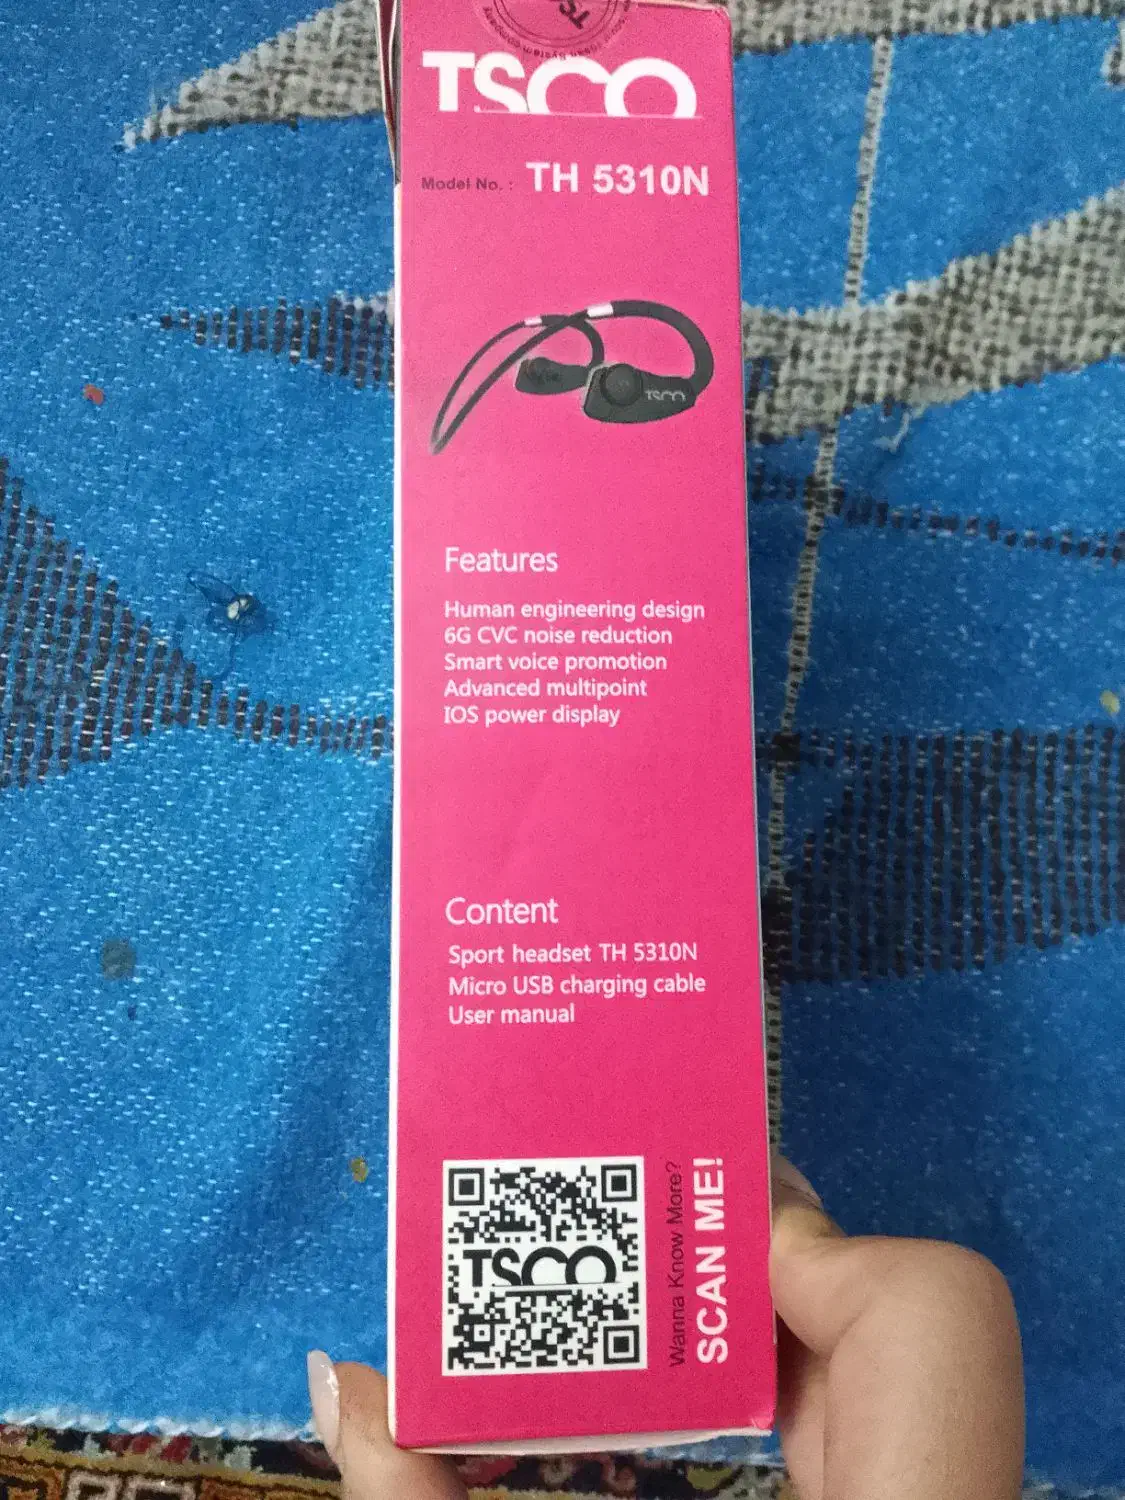 TSCO
Model No. : TH 5310N
TSCO
Features
Human engineering design
6G CVC noise reduction
Smart voice promotion
Advanced multipoint
IOS power display
Content
Sport headset TH 5310N
Micro USB charging cable
User manual
TSCO
Wanna Know More?
SCAN ME!